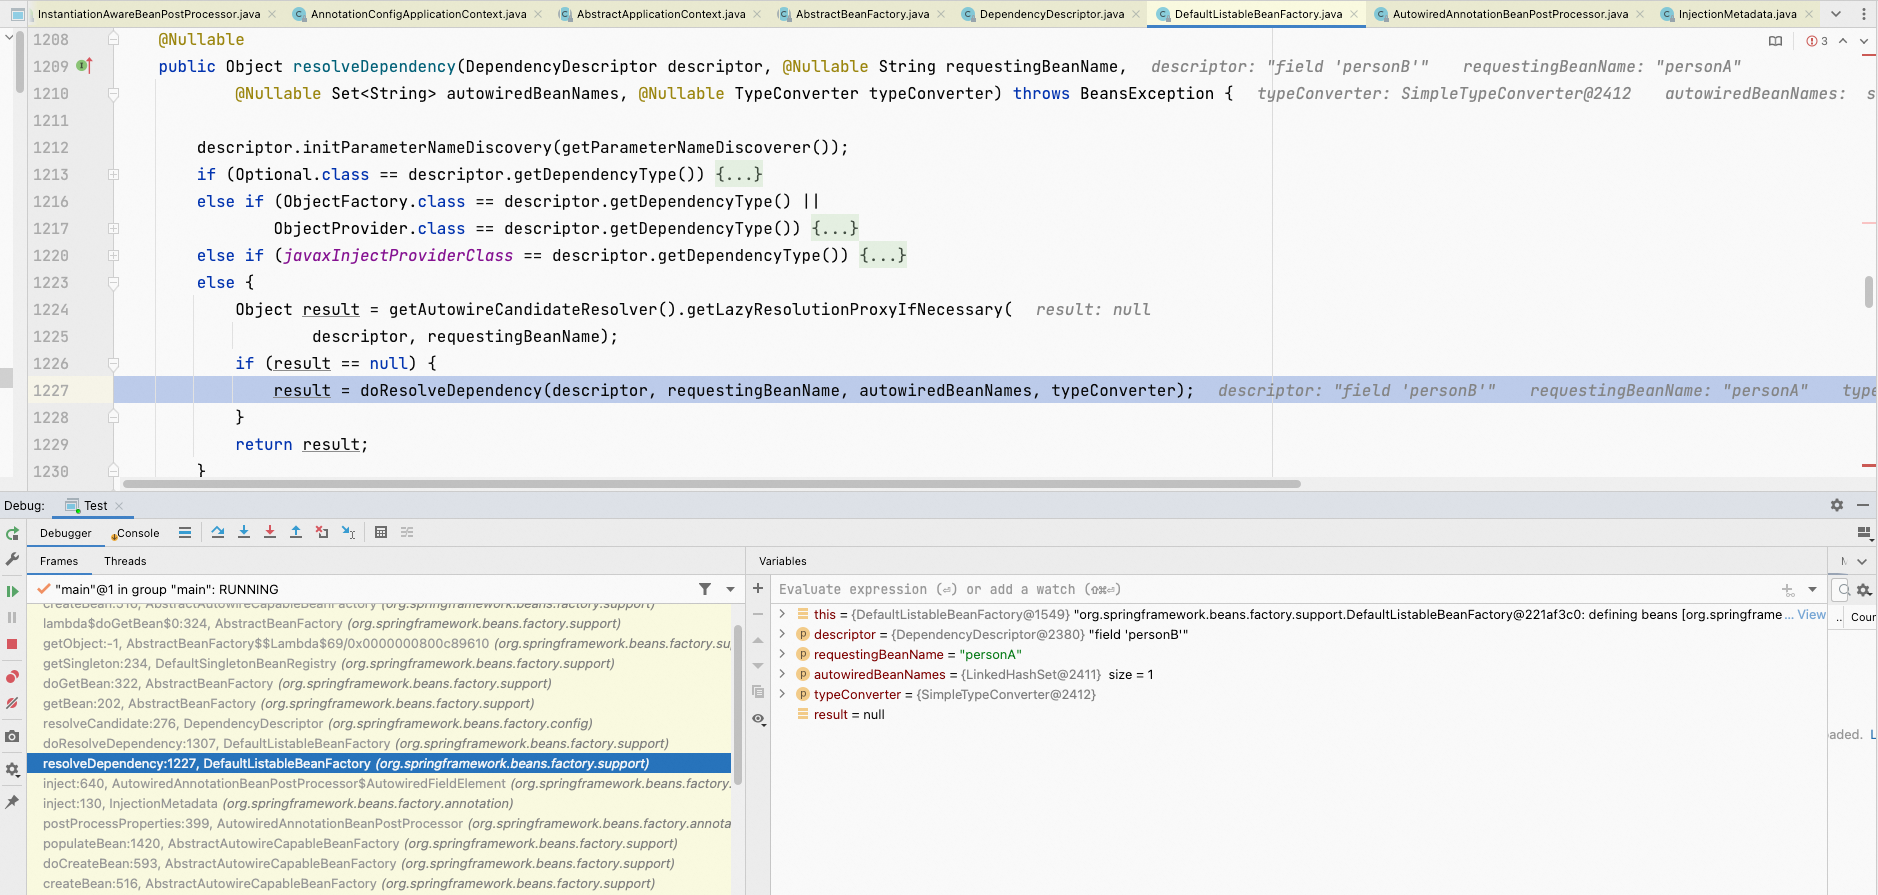 InstantiationAwareBeanPostProcessor.java AnnotationConfigApplicationContext.java AbstractApplicationContext.java AbstractBeanFactory.java DependencyDescriptor.java DefaultListableBeanFactory.java AutowiredAnnotationBeanPostProcessor.java InjectionMetadata.java
1208 @Nullable
3
1209 public Object resolveDependency(DependencyDescriptor descriptor, @Nullable String requestingBeanName, descriptor: "field 'personB'" requestingBeanName: "personA"
1210 @Nullable Set<String> autowiredBeanNames, @Nullable TypeConverter typeConverter) throws BeansException { typeConverter: SimpleTypeConverter@2412 autowiredBeanNames: s
1211
1212 descriptor.initParameterNameDiscovery(getParameterNameDiscoverer());
1213 if (Optional.class == descriptor.getDependencyType()) {...}
1216 else if (ObjectFactory.class == descriptor.getDependencyType() ||
1217 ObjectProvider.class == descriptor.getDependencyType()) {...}
1220 else if (javaxInjectProviderClass == descriptor.getDependencyType()) {...}
1223 else {
1224 Object result = getAutowireCandidateResolver().getLazyResolutionProxyIfNecessary( result: null
1225 descriptor, requestingBeanName);
1226 if (result == null) {
1227 result = doResolveDependency(descriptor, requestingBeanName, autowiredBeanNames, typeConverter); descriptor: "field 'personB'" requestingBeanName: "personA" type
1228 }
1229 return result;
1230 }
Debug: Test
Debugger Console
Frames Threads
"main"@1 in group "main": RUNNING
createBean:516, AbstractAutowireCapableBeanFactory (org.springframework.beans.factory.support)
lambda$doGetBean$0:324, AbstractBeanFactory (org.springframework.beans.factory.support)
getObject:-1, AbstractBeanFactory$$Lambda$69/0x0000000800c89610 (org.springframework.beans.factory.su
getSingleton:234, DefaultSingletonBeanRegistry (org.springframework.beans.factory.support)
doGetBean:322, AbstractBeanFactory (org.springframework.beans.factory.support)
getBean:202, AbstractBeanFactory (org.springframework.beans.factory.support)
resolveCandidate:276, DependencyDescriptor (org.springframework.beans.factory.config)
doResolveDependency:1307, DefaultListableBeanFactory (org.springframework.beans.factory.support)
resolveDependency:1227, DefaultListableBeanFactory (org.springframework.beans.factory.support)
inject:640, AutowiredAnnotationBeanPostProcessor$AutowiredFieldElement (org.springframework.beans.factory.
inject:130, InjectionMetadata (org.springframework.beans.factory.annotation)
postProcessProperties:399, AutowiredAnnotationBeanPostProcessor (org.springframework.beans.factory.annota
populateBean:1420, AbstractAutowireCapableBeanFactory (org.springframework.beans.factory.support)
doCreateBean:593, AbstractAutowireCapableBeanFactory (org.springframework.beans.factory.support)
createBean:516, AbstractAutowireCapableBeanFactory (org.springframework.beans.factory.support)
Variables
Evaluate expression (⏎) or add a watch (⇧⌘⏎)
this = {DefaultListableBeanFactory@1549} "org.springframework.beans.factory.support.DefaultListableBeanFactory@221af3c0: defining beans [org.springframe... View
descriptor = {DependencyDescriptor@2380} "field 'personB'"
requestingBeanName = "personA"
autowiredBeanNames = {LinkedHashSet@2411} size = 1
typeConverter = {SimpleTypeConverter@2412}
result = null
.. Cour
aded. L